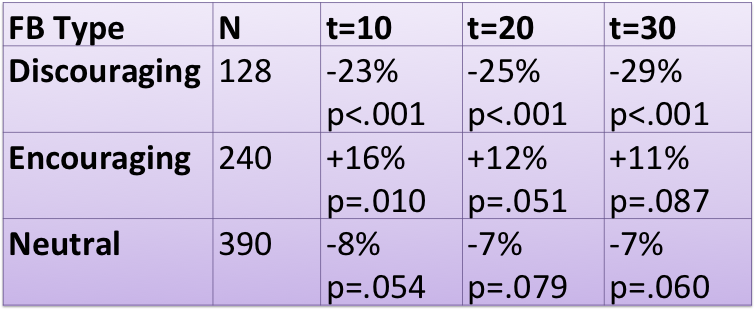 FB Type N t=10 t=20 t=30
Discouraging 128 -23% -25% -29%
p<.001 p<.001 p<.001
Encouraging 240 +16% +12% +11%
p=.010 p=.051 p=.087
Neutral 390 -8% -7% -7%
p=.054 p=.079 p=.060